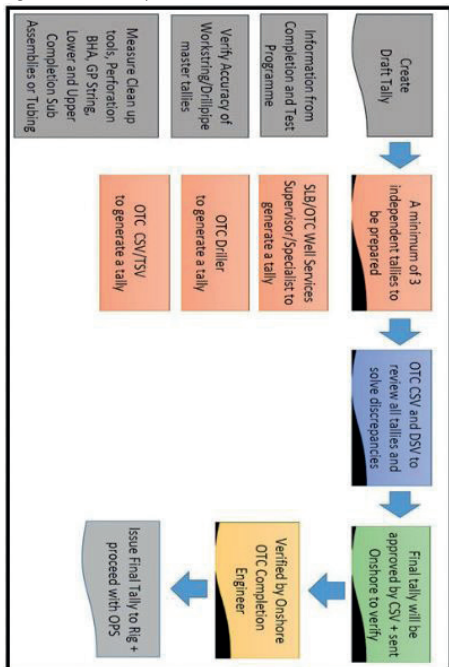 Create
Draft Tally
Information from
Completion and Test
Programme
Verify Accuracy of
Workstring/Drillpipe
master tallies
Measure Clean up
tools, Perforation
BHA, GP String,
Lower and Upper
Completion Sub
Assemblies or Tubing
A minimum of 3
independent tallies to
be prepared
SLB/OTC Well Services
Supervisor/Specialist to
generate a tally
OTC Driller
to generate a tally
OTC CSV/TSV
to generate a tally
OTC CSV and DSV to
review all tallies and
solve discrepancies
Final tally will be
approved by CSV + sent
Onshore to verify
Verified by Onshore
OTC Completion
Engineer
Issue Final Tally to Rig +
proceed with OPS